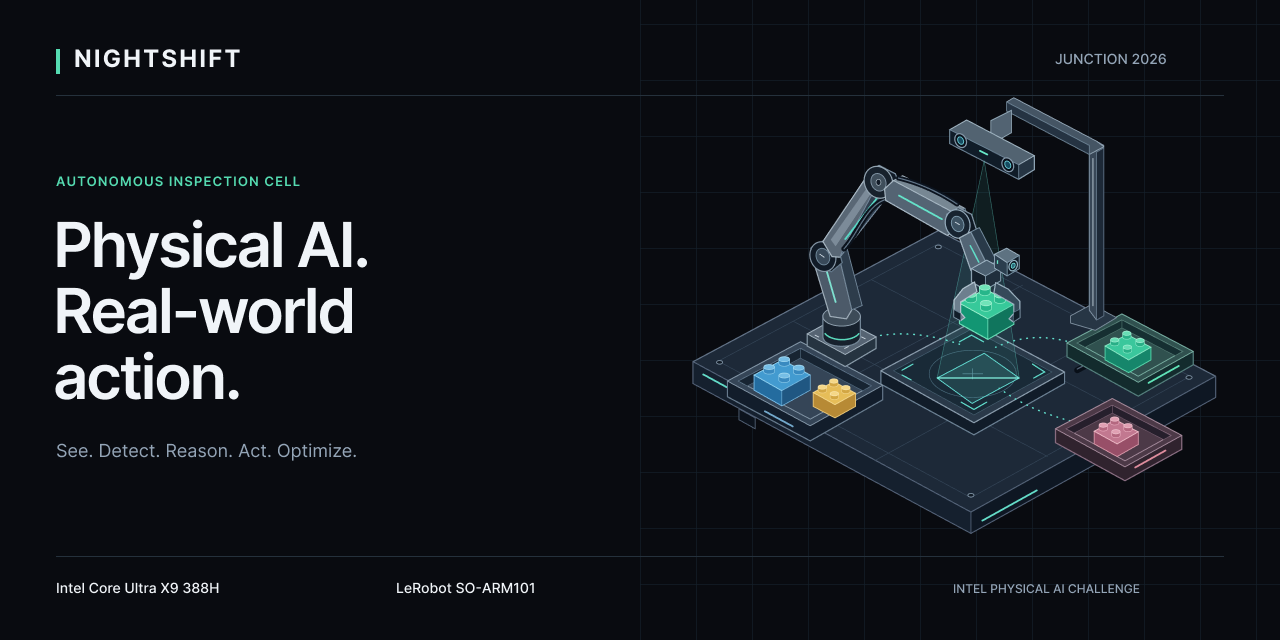 NIGHTSHIFT
JUNCTION 2026
AUTONOMOUS INSPECTION CELL
Physical AI.
Real-world
action.
See. Detect. Reason. Act. Optimize.
Intel Core Ultra X9 388H
LeRobot SO-ARM101
INTEL PHYSICAL AI CHALLENGE